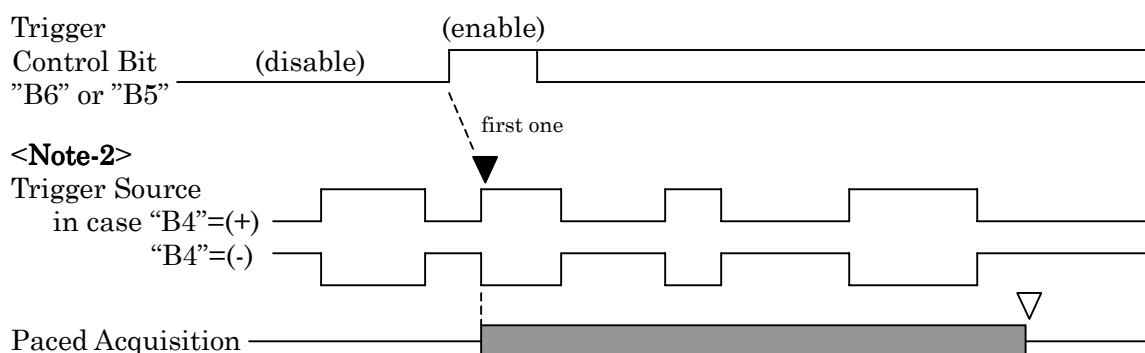 Trigger (enable)
Control Bit (disable)
”B6” or ”B5”
first one
<Note-2>
Trigger Source
in case “B4”=(+)
“B4”=(-)
Paced Acquisition